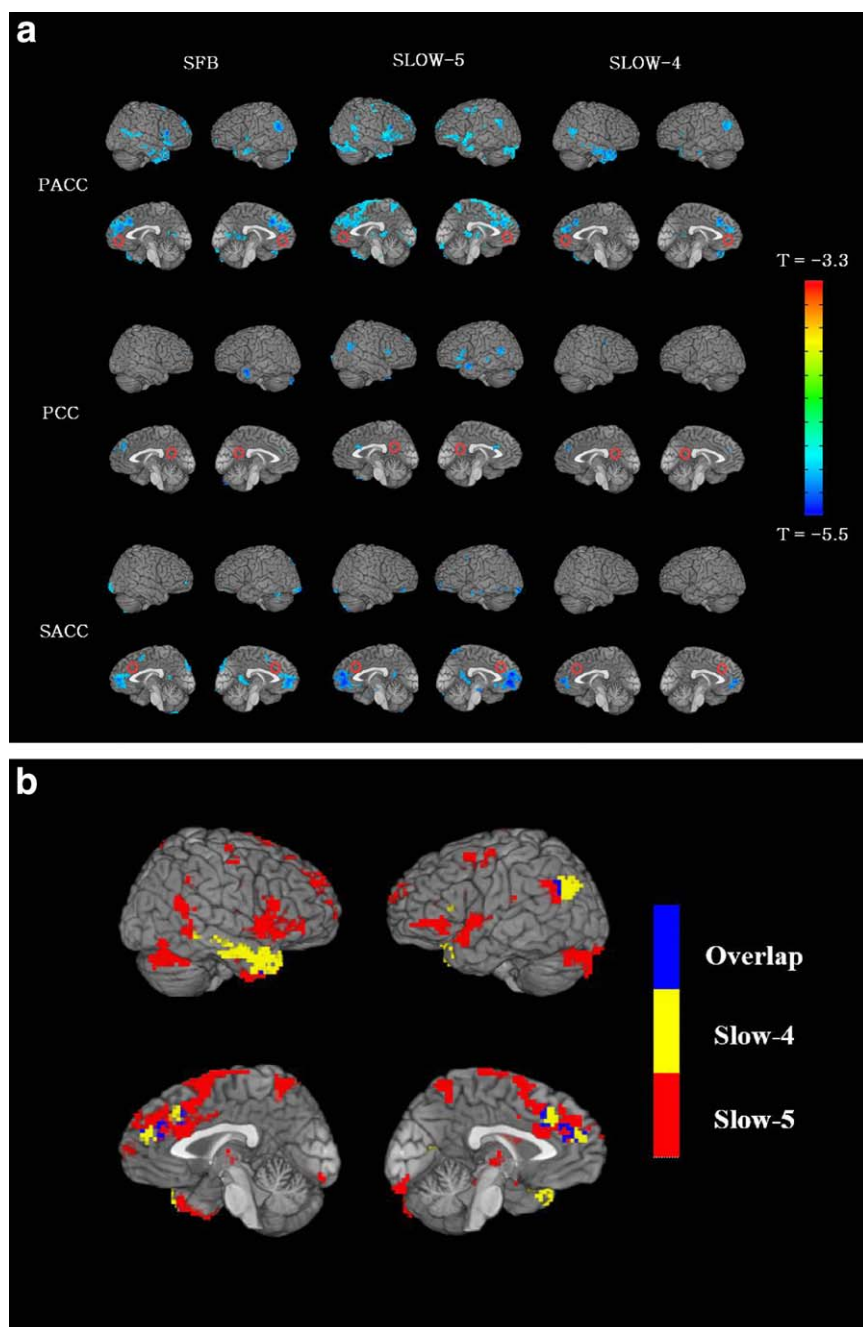 a
SFB SLOW-5 SLOW-4
PACC
T = -3.3
PCC
T = -5.5
SACC
b
Overlap
Slow-4
Slow-5